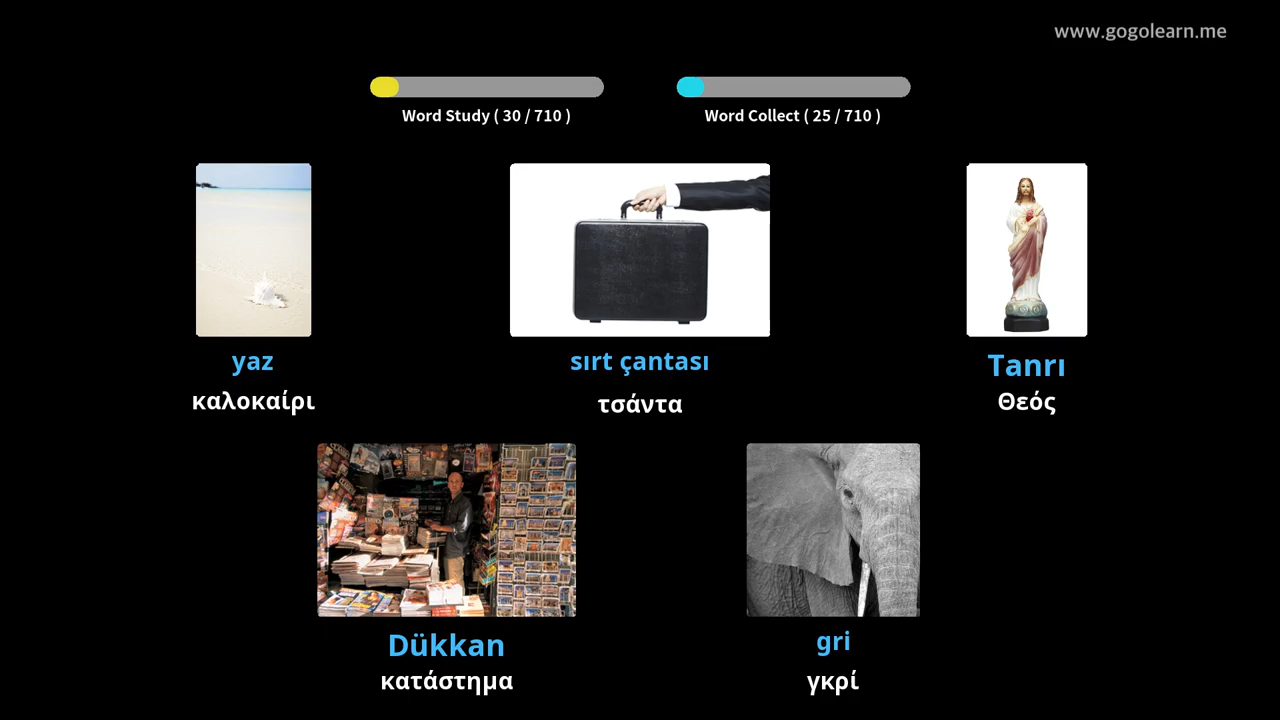 www.gogolearn.me
Word Study ( 30 / 710 )
Word Collect ( 25 / 710 )
yaz
sırt çantası
Tanrı
καλοκαίρι
τσάντα
Θεός
Dükkan
gri
κατάστημα
γκρί